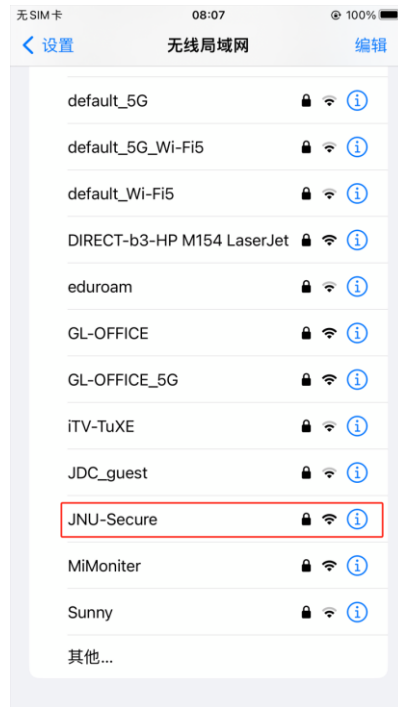 无SIM卡 08:07 100%
设置 无线局域网 编辑
default_5G
default_5G_Wi-Fi5
default_Wi-Fi5
DIRECT-b3-HP M154 LaserJet
eduroam
GL-OFFICE
GL-OFFICE_5G
iTV-TuXE
JDC_guest
JNU-Secure
MiMoniter
Sunny
其他...